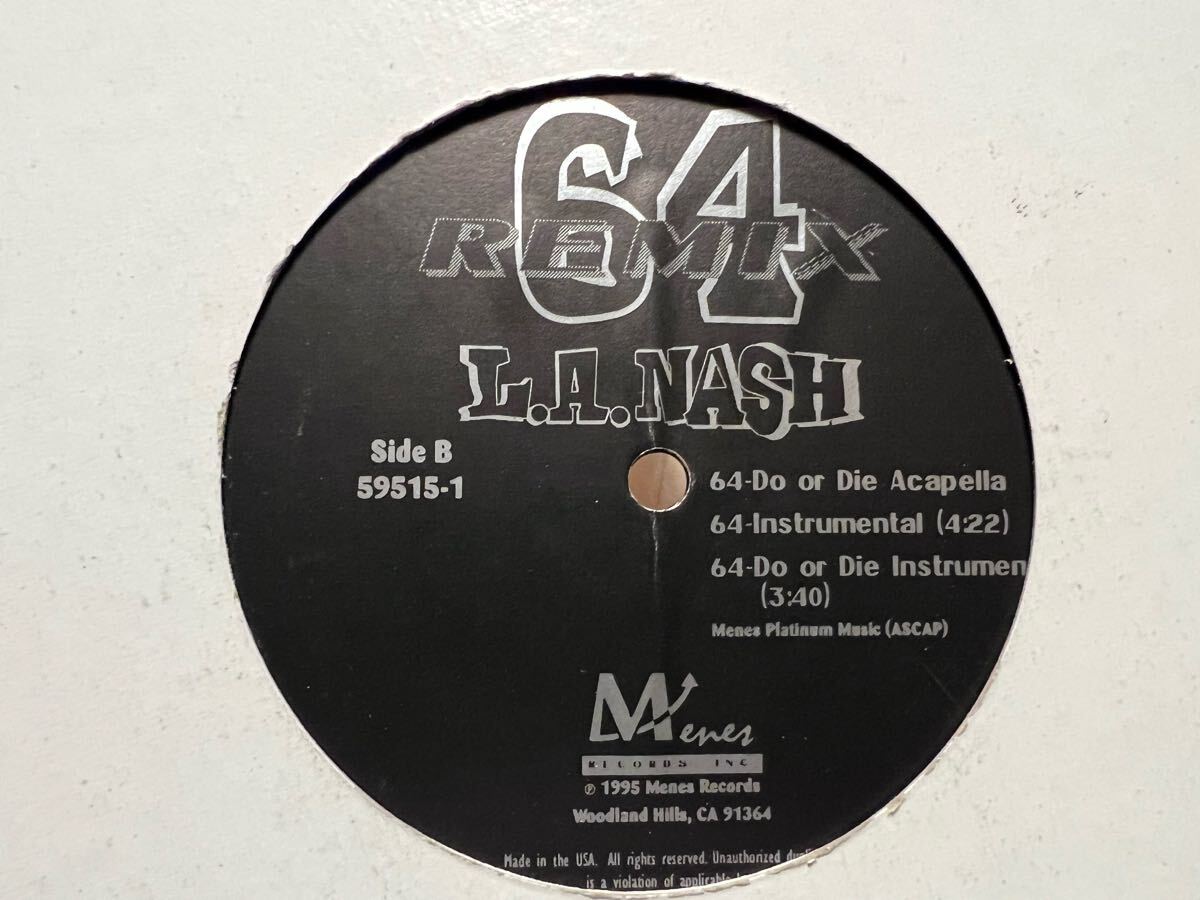 64
REMIX
L.A. NASH
Side B
59515-1
64-Do or Die Acapella
64-Instrumental (4:22)
64-Do or Die Instrumen
(3:40)
Menes Platinum Music (ASCAP)
Menes
RECORDS INC
℗ 1995 Menes Records
Woodland Hills, CA 91364
Made in the USA. All rights reserved. Unauthorized
is a violation of applicable